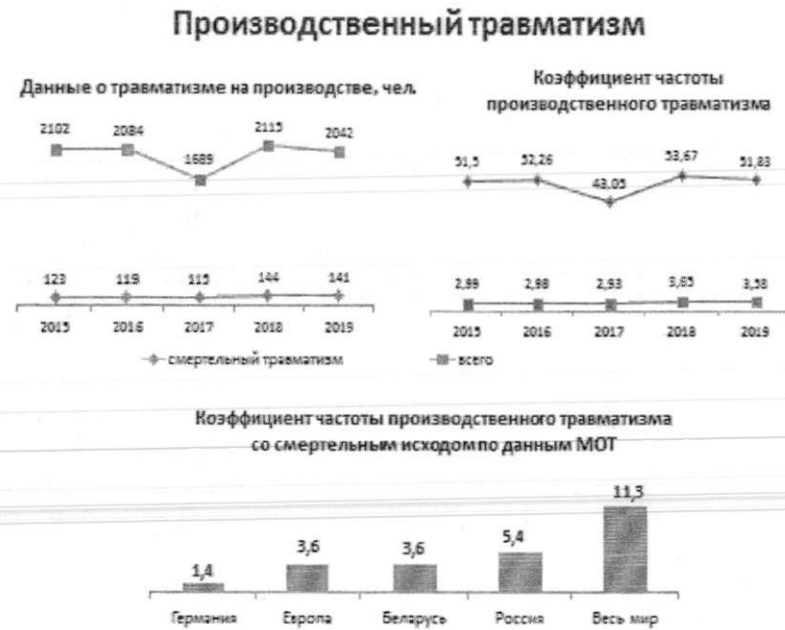 Производственный травматизм
Данные о травматизме на производстве, чел.
2102 2084 1689 2115 2042
123 119 115 144 141
2015 2016 2017 2018 2019
Коэффициент частоты
производственного травматизма
51,5 52,26 43,05 53,67 51,83
2,99 2,98 2,93 3,65 3,58
2015 2016 2017 2018 2019
смертельный травматизм
всего
Коэффициент частоты производственного травматизма
со смертельным исходом по данным МОТ
1,4 3,6 3,6 5,4 11,3
Германия Европа Беларусь Россия Весь мир